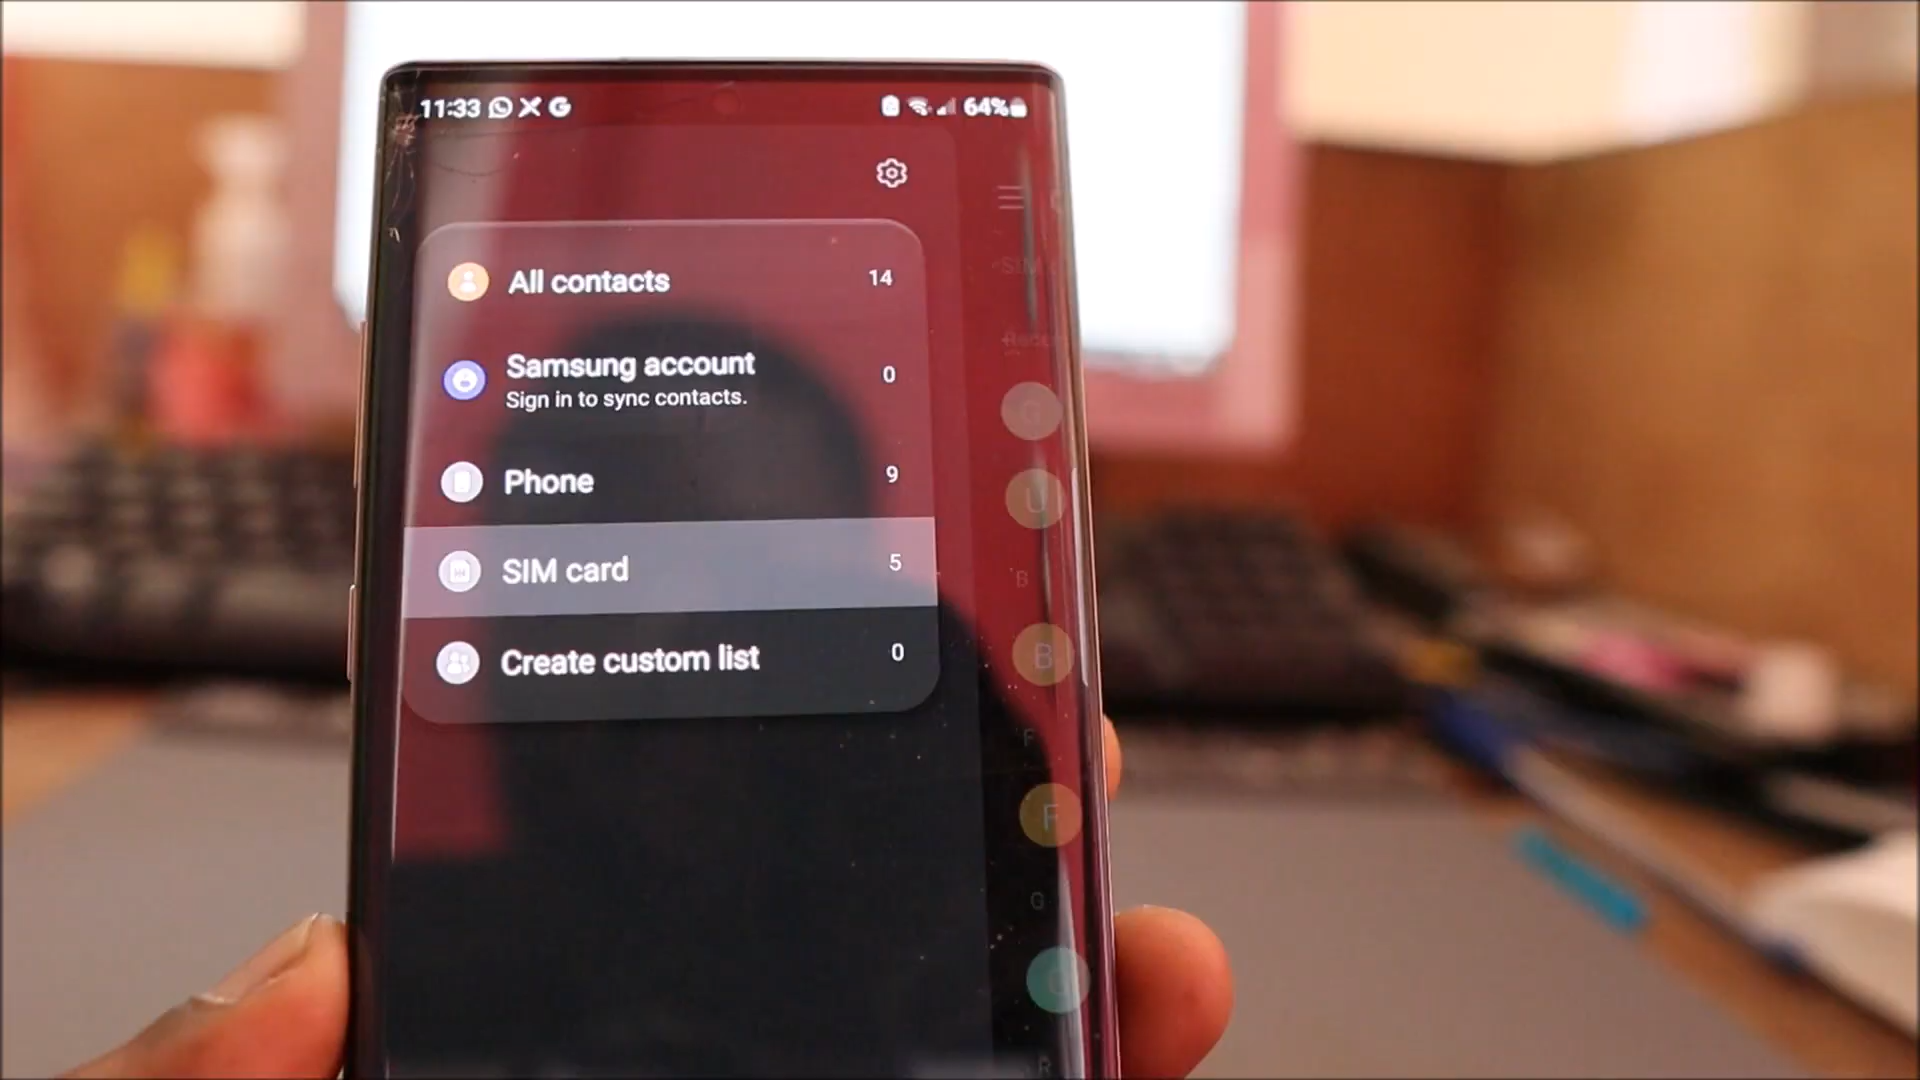 11:33 64%
All contacts 14
Samsung account 0
Sign in to sync contacts.
Phone 9
SIM card 5
Create custom list 0
SIM
U
B
B
F
F
G
R